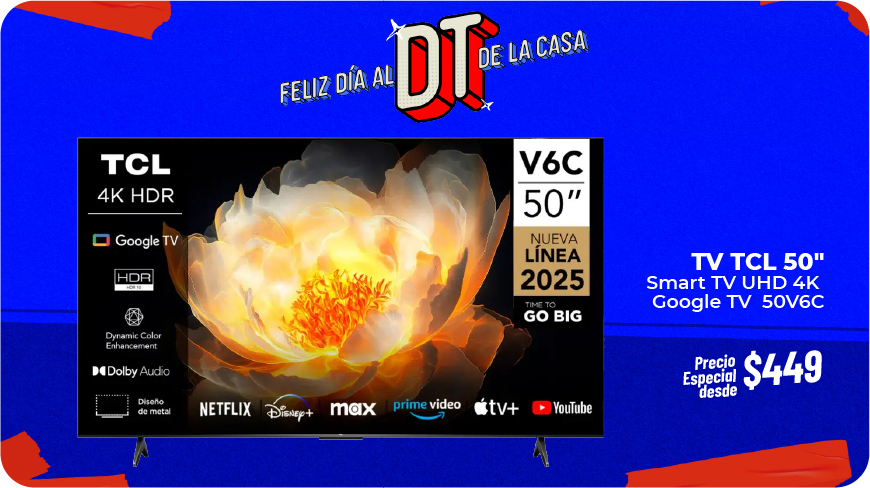 FELIZ DÍA AL DT DE LA CASA
TCL
4K HDR
Google TV
HDR
HDR 10
Dynamic Color
Enhancement
Dolby Audio
Diseño
de metal
V6C
50"
NUEVA
LÍNEA
2025
TIME TO
GO BIG
NETFLIX Disney+ max prime video tv+ YouTube
TV TCL 50"
Smart TV UHD 4K
Google TV 50V6C
Precio
Especial
desde
$449